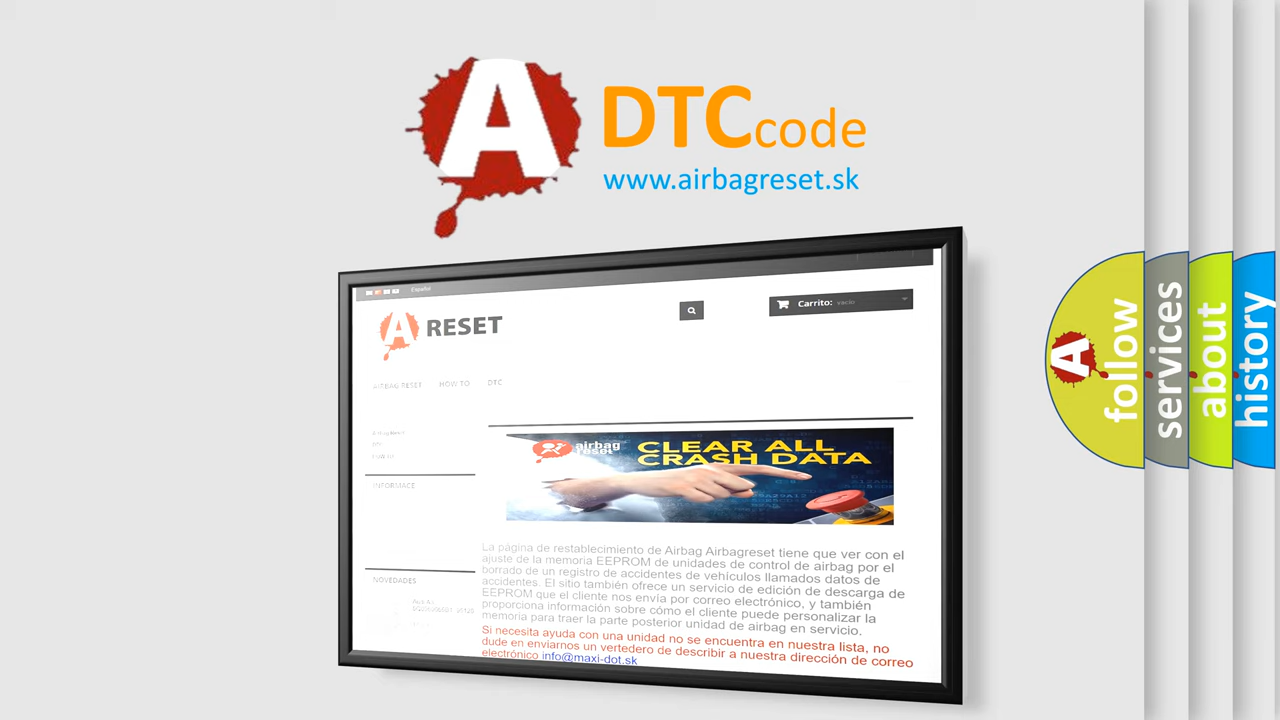 A DTCcode
www.airbagreset.sk
Español
A RESET
Carrito: vacío
AIRBAG RESET HOW TO DTC
INFORMACE
airbag
reset
CLEAR ALL
CRASH DATA
La página de restablecimiento de Airbag Airbagreset tiene que ver con el
ajuste de la memoria EEPROM de unidades de control de airbag por el
borrado de un registro de accidentes de vehículos llamados datos de
accidentes. El sitio también ofrece un servicio de edición de descarga de
EEPROM que el cliente nos envía por correo electrónico, y también
proporciona información sobre cómo el cliente puede personalizar la
memoria para traer la parte posterior unidad de airbag en servicio.
Si necesita ayuda con una unidad no se encuentra en nuestra lista, no
dude en enviarnos un vertedero de describir a nuestra dirección de correo
electrónico info@maxi-dot.sk
NOVEDADES
A
follow
services
about
history